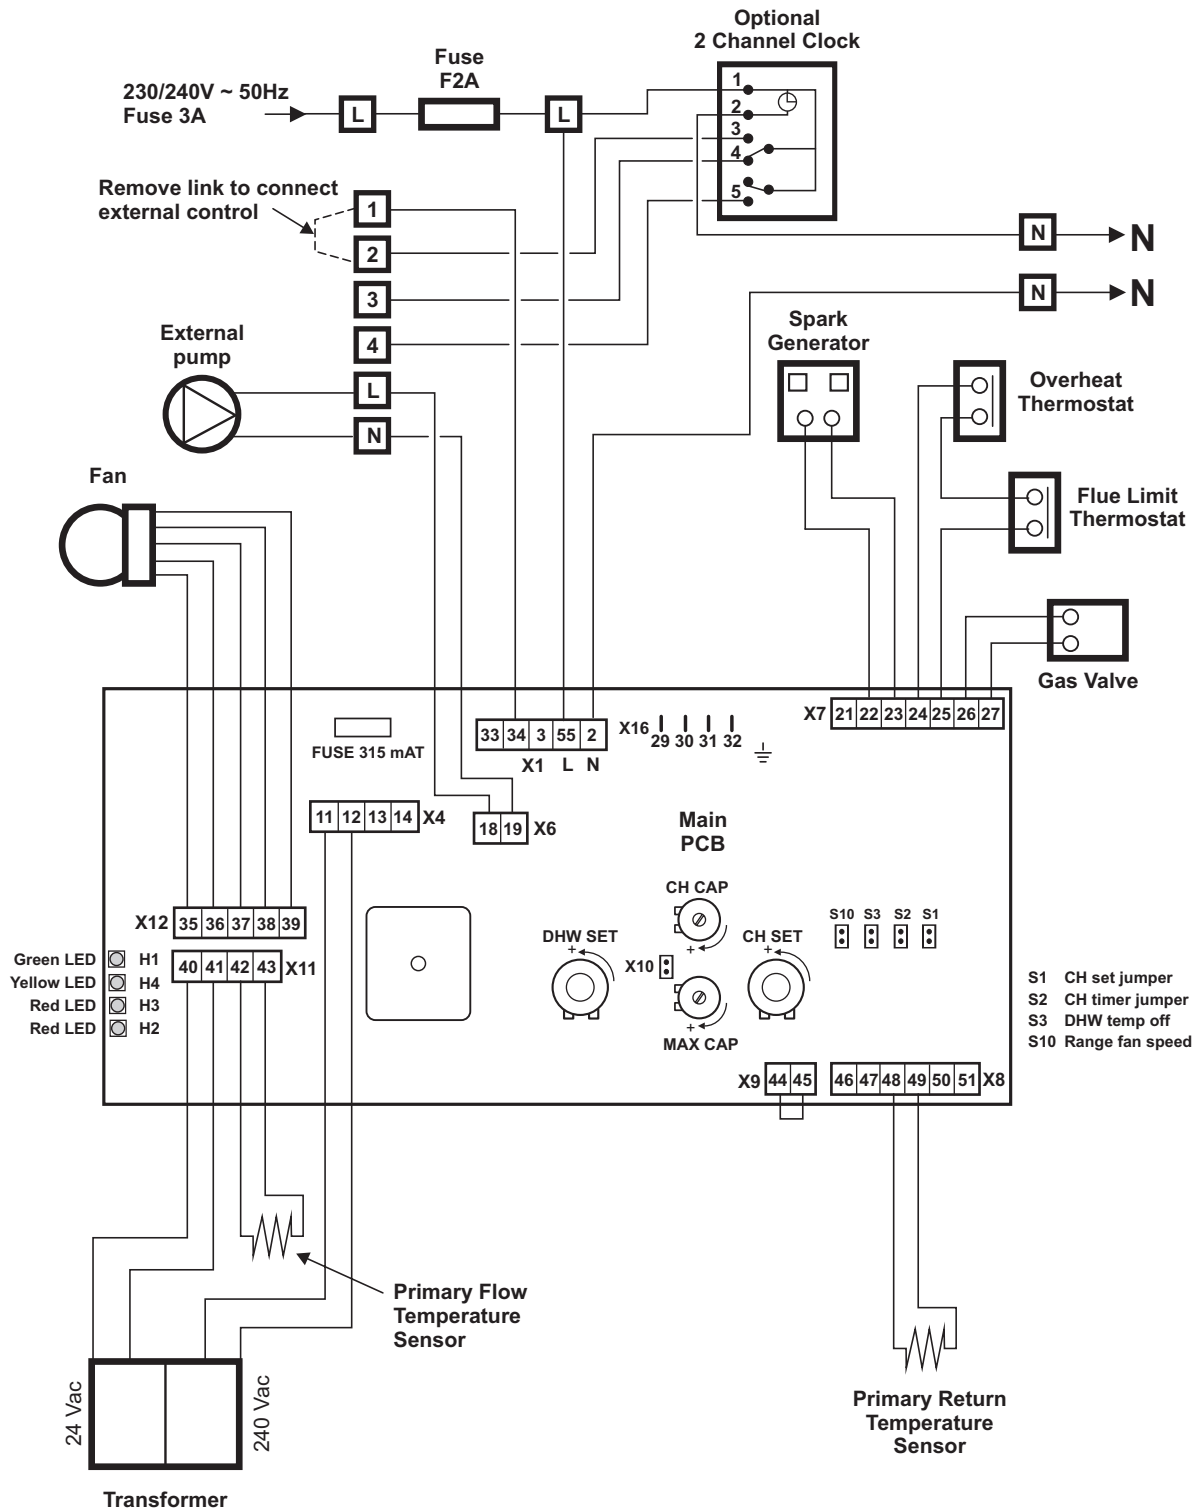 Optional
2 Channel Clock
Fuse
F2A
230/240V ~ 50Hz
Fuse 3A
L
L
1
2
3
4
5
Remove link to connect
external control
1
2
3
4
L
N
N
N
N
N
External
pump
Spark
Generator
Overheat
Thermostat
Fan
Flue Limit
Thermostat
Gas Valve
X7 21 22 23 24 25 26 27
FUSE 315 mAT
33 34 3 55 2
X1 L N
X16
29 30 31 32
11 12 13 14 X4
18 19 X6
Main
PCB
CH CAP
+
X12 35 36 37 38 39
40 41 42 43 X11
Green LED H1
Yellow LED H4
Red LED H3
Red LED H2
DHW SET
+
X10
CH SET
+
MAX CAP
+
S10 S3 S2 S1
S1 CH set jumper
S2 CH timer jumper
S3 DHW temp off
S10 Range fan speed
X9 44 45
46 47 48 49 50 51 X8
Primary Flow
Temperature
Sensor
24 Vac
240 Vac
Transformer
Primary Return
Temperature
Sensor